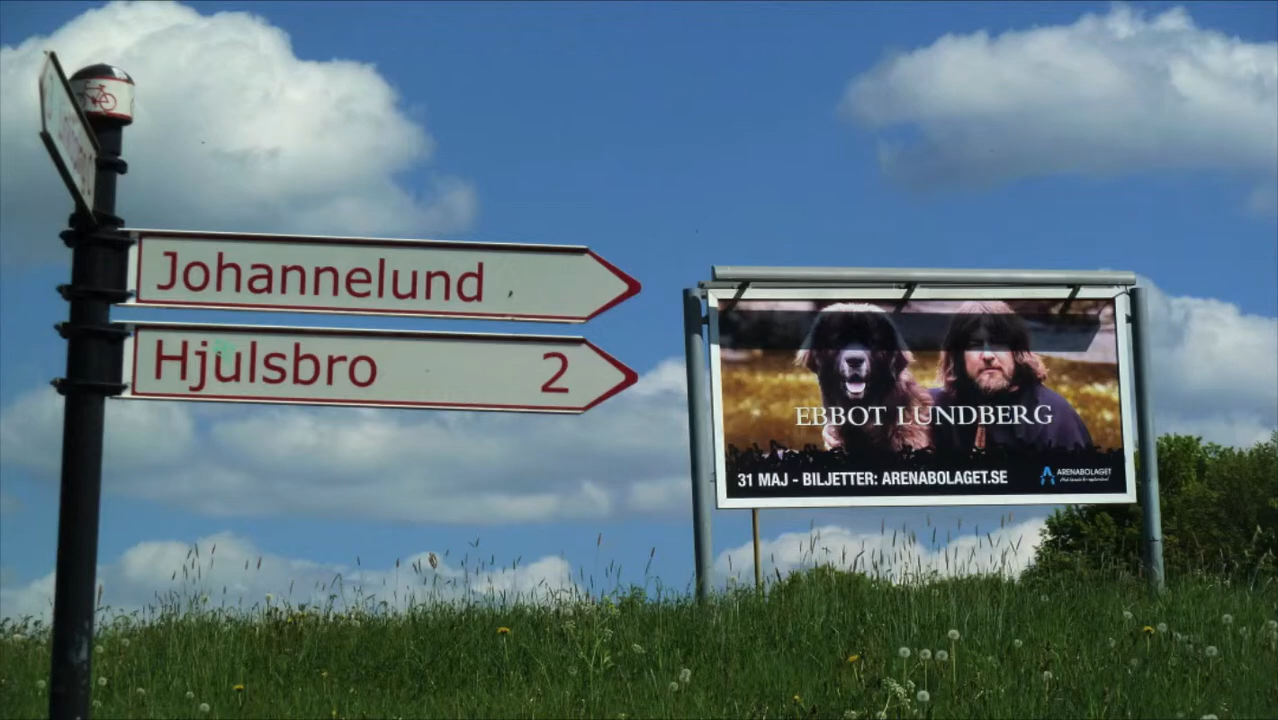 Johannelund
Hjulsbro 2
EBBOT LUNDBERG
31 MAJ - BILJETTER: ARENABOLAGET.SE
ARENABOLAGET